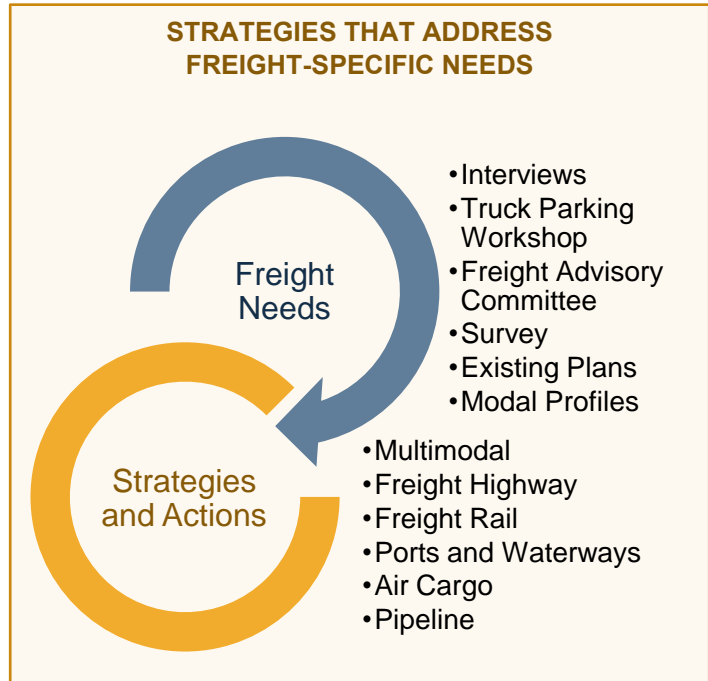 STRATEGIES THAT ADDRESS
FREIGHT-SPECIFIC NEEDS
Freight
Needs
•Interviews
•Truck Parking
Workshop
•Freight Advisory
Committee
•Survey
•Existing Plans
•Modal Profiles
Strategies
and Actions
•Multimodal
•Freight Highway
•Freight Rail
•Ports and Waterways
•Air Cargo
•Pipeline